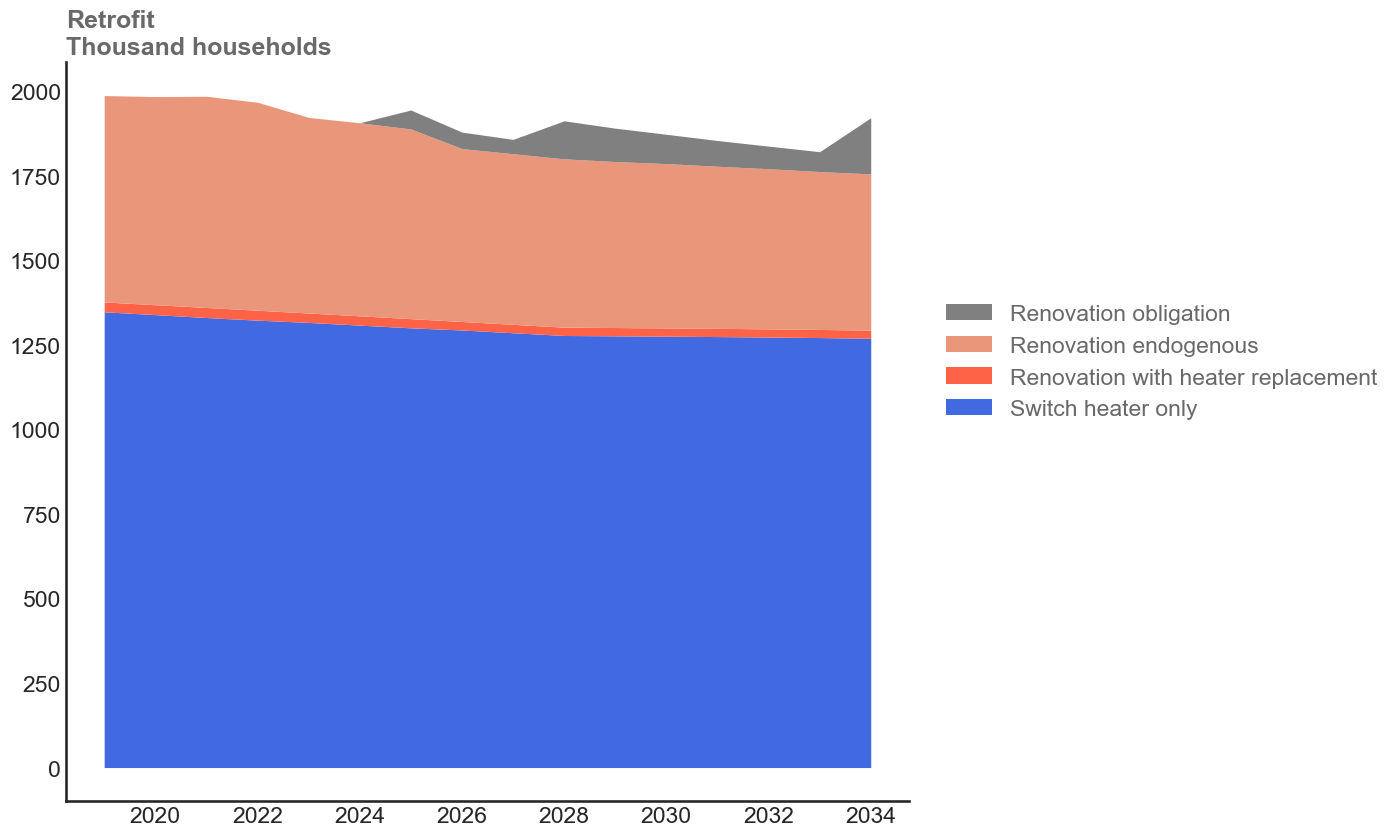 Retrofit
Thousand households
2000
1750
1500
1250
1000
750
500
250
0
2020 2022 2024 2026 2028 2030 2032 2034
Renovation obligation
Renovation endogenous
Renovation with heater replacement
Switch heater only